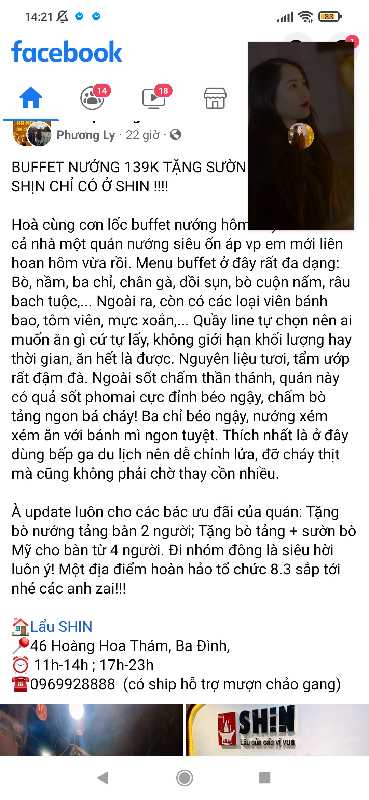 14:21
83
facebook
14
18
1
Phương Ly · 22 giờ ·
BUFFET NƯỚNG 139K TẶNG SƯỜN
SHỊN CHỈ CÓ Ở SHIN !!!!
Hoà cùng cơn lốc buffet nướng hôm
cả nhà một quán nướng siêu ổn áp vp em mới liên
hoan hôm vừa rồi. Menu buffet ở đây rất đa dạng:
Bò, nầm, ba chỉ, chân gà, dồi sụn, bò cuộn nấm, râu
bach tuộc,... Ngoài ra, còn có các loại viên bánh
bao, tôm viên, mực xoắn,... Quầy line tự chọn nên ai
muốn ăn gì cứ tự lấy, không giới hạn khối lượng hay
thời gian, ăn hết là được. Nguyên liệu tươi, tẩm ướp
rất đậm đà. Ngoài sốt chấm thần thánh, quán này
có quả sốt phomai cực đỉnh béo ngậy, chấm bò
tảng ngon bá cháy! Ba chỉ béo ngậy, nướng xém
xém ăn với bánh mì ngon tuyệt. Thích nhất là ở đây
dùng bếp ga du lịch nên dễ chỉnh lửa, đỡ cháy thịt
mà cũng không phải chờ thay cồn nhiều.
À update luôn cho các bác ưu đãi của quán: Tặng
bò nướng tảng bàn 2 người; Tặng bò tảng + sườn bò
Mỹ cho bàn từ 4 người. Đi nhóm đông là siêu hời
luôn ý! Một địa điểm hoàn hảo tổ chức 8.3 sắp tới
nhé các anh zai!!!
Lẩu SHIN
46 Hoàng Hoa Thám, Ba Đình,
11h-14h ; 17h-23h
0969928888 (có ship hỗ trợ mượn chảo gang)
SHiN
LẨU CỦA CÁC VỊ VUA